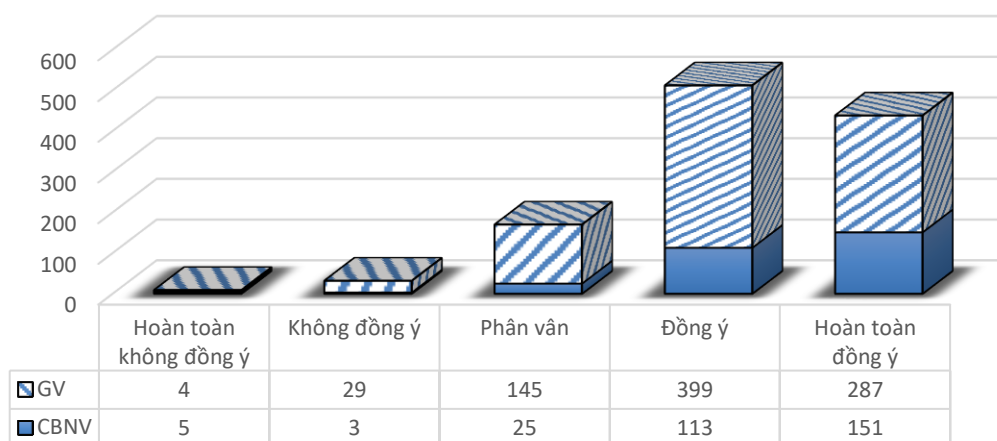 600
500
400
300
200
100
0
Hoàn toàn không đồng ý Không đồng ý Phân vân Đồng ý Hoàn toàn đồng ý
GV 4 29 145 399 287
CBNV 5 3 25 113 151